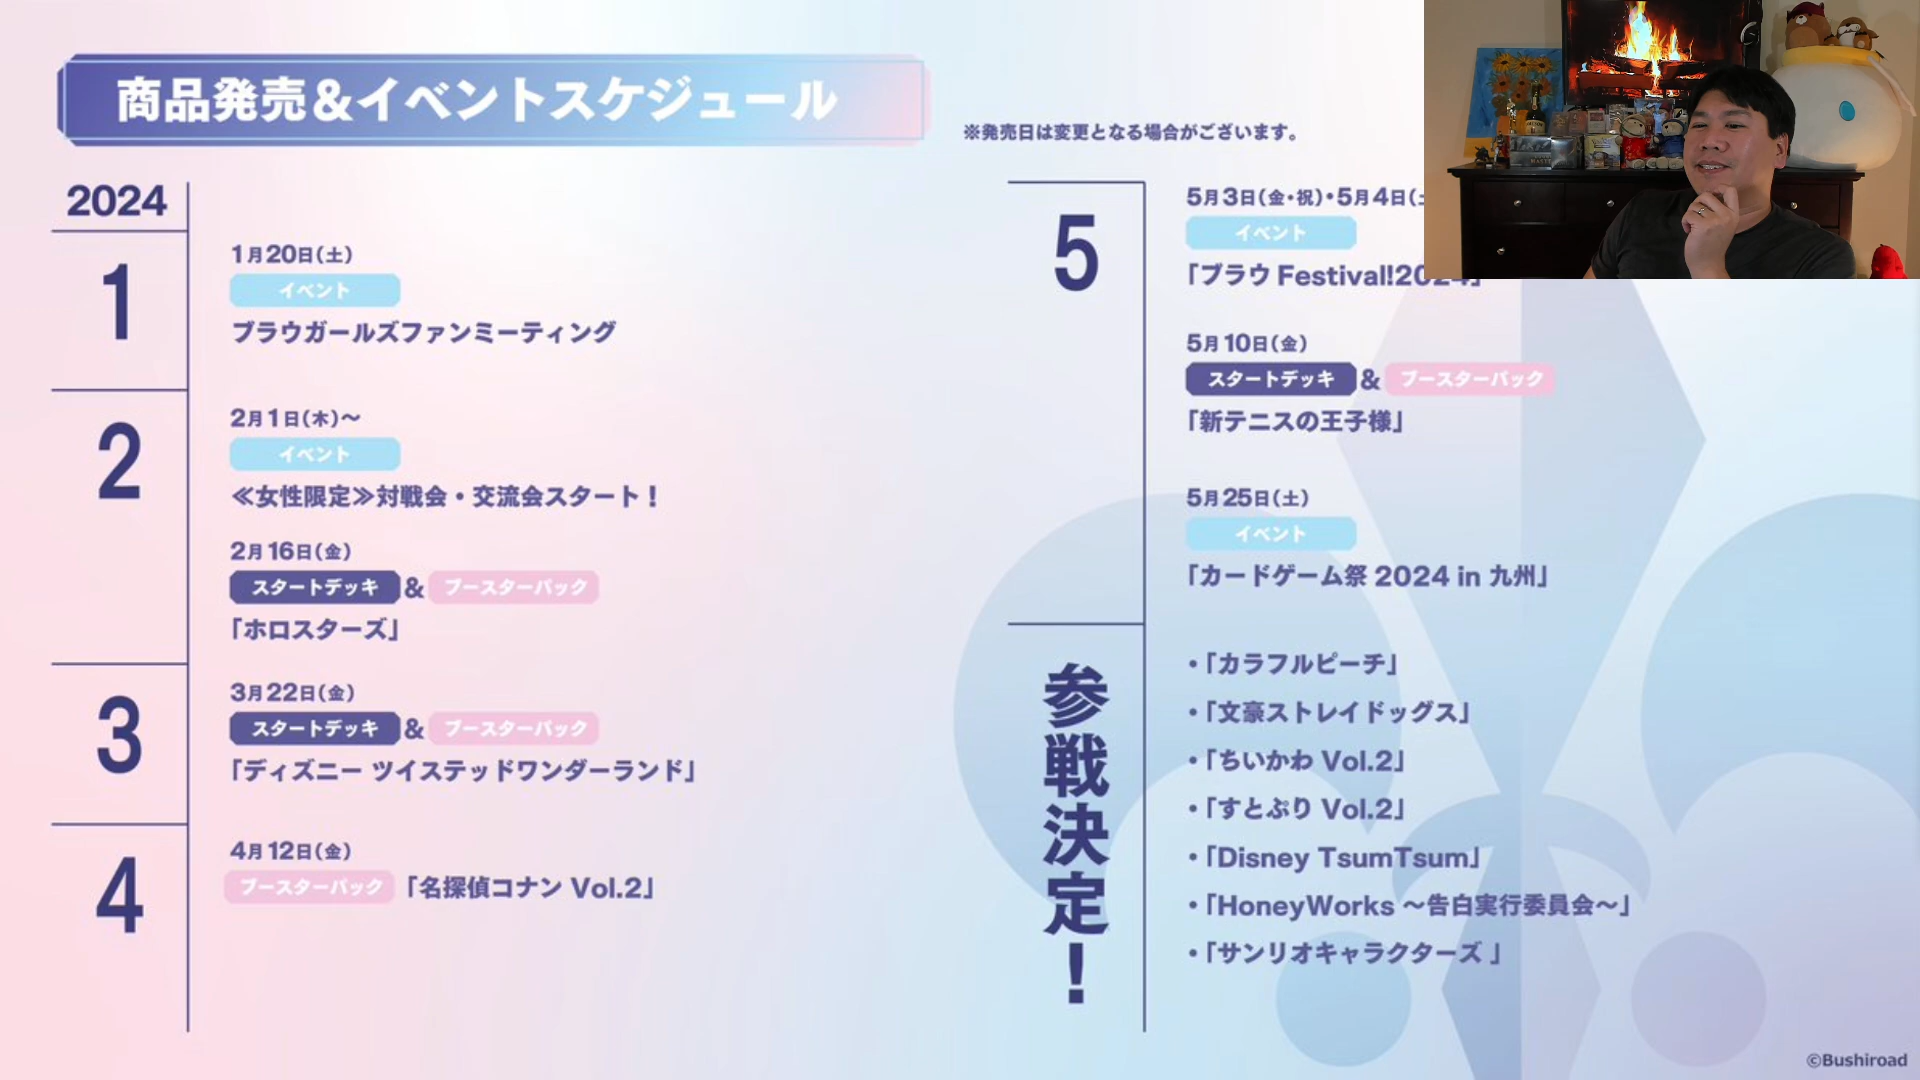 商品発売&イベントスケジュール
※発売日は変更となる場合がございます。
2024
1
1月20日(土)
イベント
ブラウガールズファンミーティング
2
2月1日(木)〜
イベント
≪女性限定≫対戦会・交流会スタート!
2月16日(金)
スタートデッキ & ブースターパック
「ホロスターズ」
3
3月22日(金)
スタートデッキ & ブースターパック
「ディズニー ツイステッドワンダーランド」
4
4月12日(金)
ブースターパック 「名探偵コナン Vol.2」
5
5月3日(金・祝)・5月4日(
イベント
「ブラウ Festival!2024」
5月10日(金)
スタートデッキ & ブースターパック
「新テニスの王子様」
5月25日(土)
イベント
「カードゲーム祭 2024 in 九州」
参戦決定!
・「カラフルピーチ」
・「文豪ストレイドッグス」
・「ちいかわ Vol.2」
・「すとぷり Vol.2」
・「Disney TsumTsum」
・「HoneyWorks 〜告白実行委員会〜」
・「サンリオキャラクターズ 」
©Bushiroad